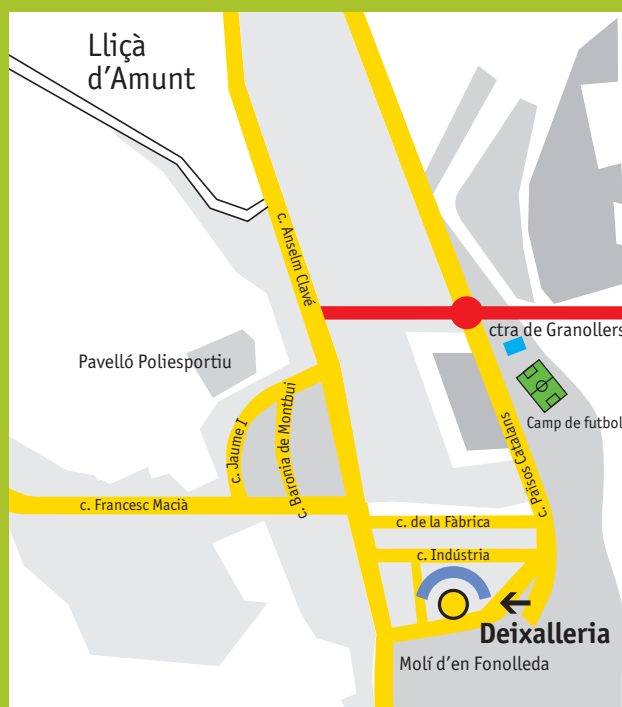 Lliçà
d'Amunt
c. Anselm Clavé
ctra de Granollers
Pavelló Poliesportiu
c. Jaume I
c. Baronia de Montbui
c. Països Catalans
Camp de futbol
c. Francesc Macià
c. de la Fàbrica
c. Indústria
Deixalleria
Molí d'en Fonolleda